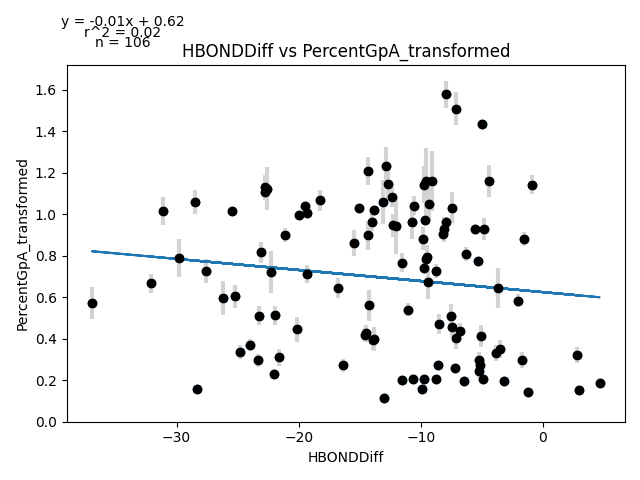 y = -0.01x + 0.62
r^2 = 0.02
n = 106
HBONDDiff vs PercentGpA_transformed
PercentGpA_transformed
1.6
1.4
1.2
1.0
0.8
0.6
0.4
0.2
0.0
−30 −20 −10 0
HBONDDiff